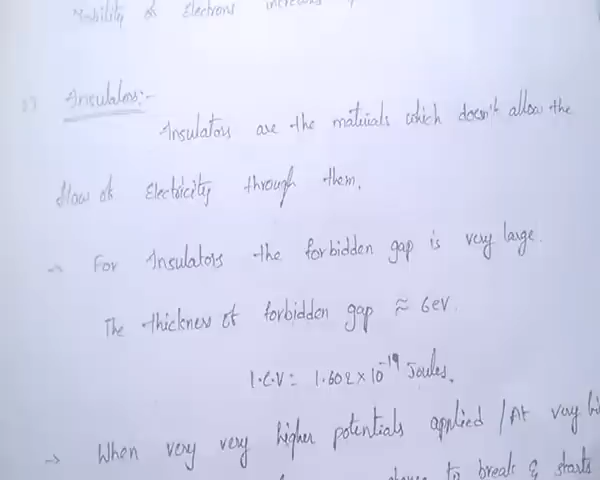 Mobility of Electrons increases
2) Insulators:-
Insulators are the materials which doesn't allow the
flow of Electricity through them.
→ For Insulators the forbidden gap is very large.
The thickness of forbidden gap ≈ 6ev.
1.e.V = 1.602 × 10⁻¹⁹ Joules.
→ When very very higher potentials applied / At very
to break & starts